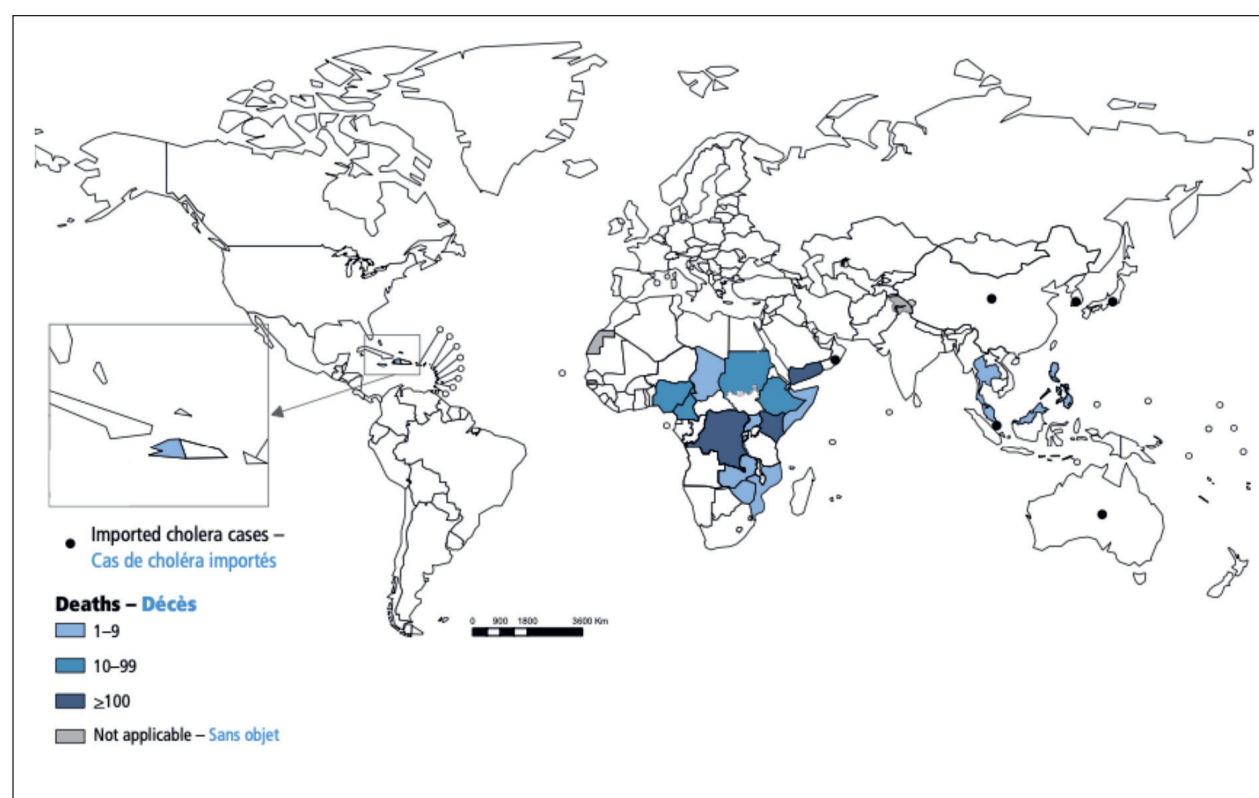 Imported cholera cases –
Cas de choléra importés
Deaths – Décès
1–9
10–99
≥100
Not applicable – Sans objet
0 900 1800 3600 Km